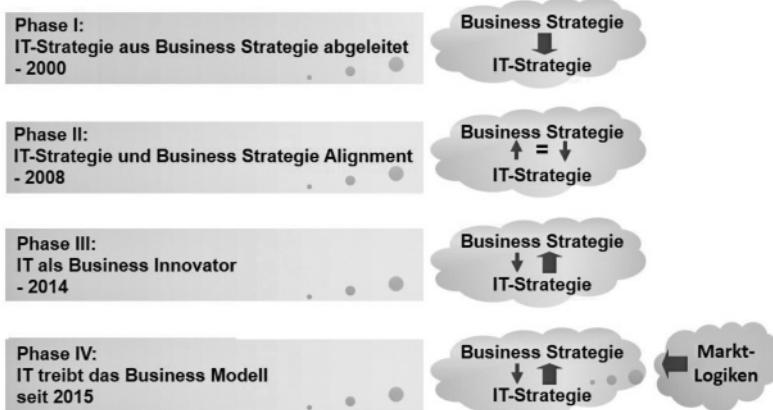 Phase I:
IT-Strategie aus Business Strategie abgeleitet
- 2000
Business Strategie
IT-Strategie
Phase II:
IT-Strategie und Business Strategie Alignment
- 2008
Business Strategie
=
IT-Strategie
Phase III:
IT als Business Innovator
- 2014
Business Strategie
IT-Strategie
Phase IV:
IT treibt das Business Modell
seit 2015
Business Strategie
IT-Strategie
Markt-
Logiken